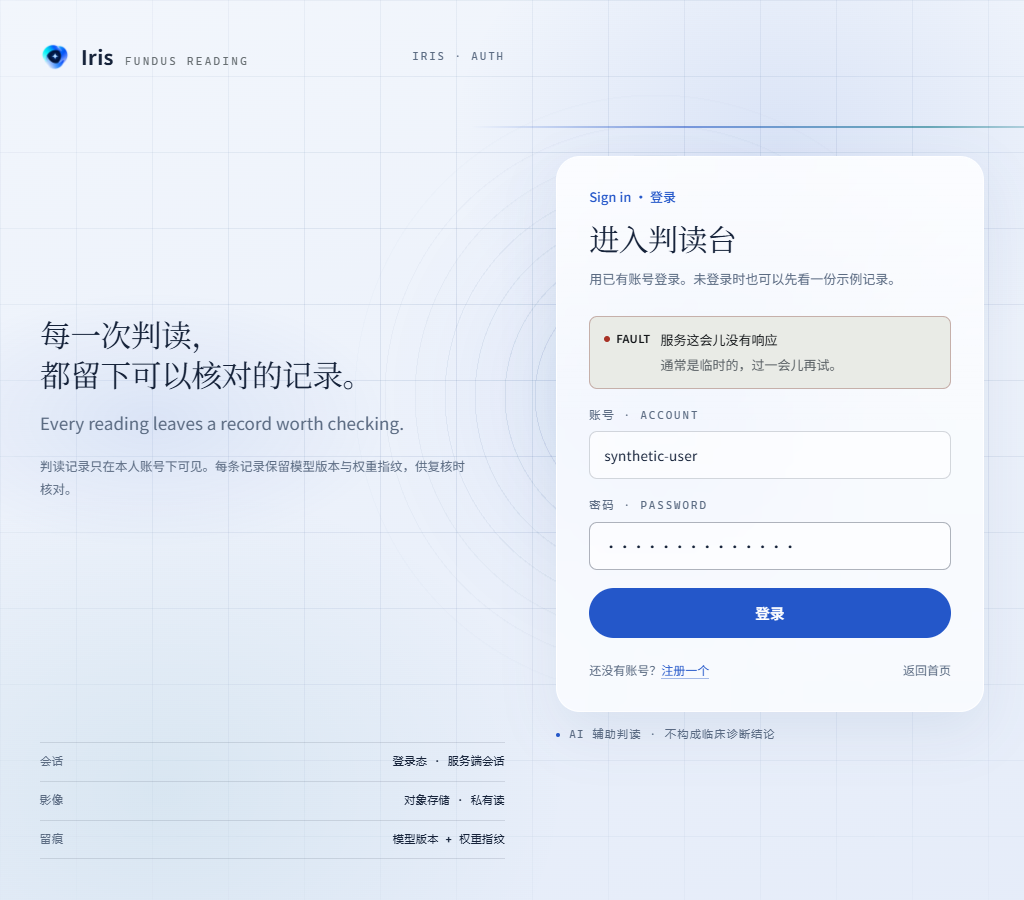 Iris FUNDUS READING
IRIS · AUTH
每一次判读，
都留下可以核对的记录。
Every reading leaves a record worth checking.
判读记录只在本人账号下可见。每条记录保留模型版本与权重指纹，供复核时
核对。
会话 登录态 · 服务端会话
影像 对象存储 · 私有读
留痕 模型版本 + 权重指纹
Sign in · 登录
进入判读台
用已有账号登录。未登录时也可以先看一份示例记录。
FAULT 服务这会儿没有响应
通常是临时的，过一会儿再试。
账号 · ACCOUNT
synthetic-user
密码 · PASSWORD
••••••••••••••
登录
还没有账号？注册一个 返回首页
AI 辅助判读 · 不构成临床诊断结论